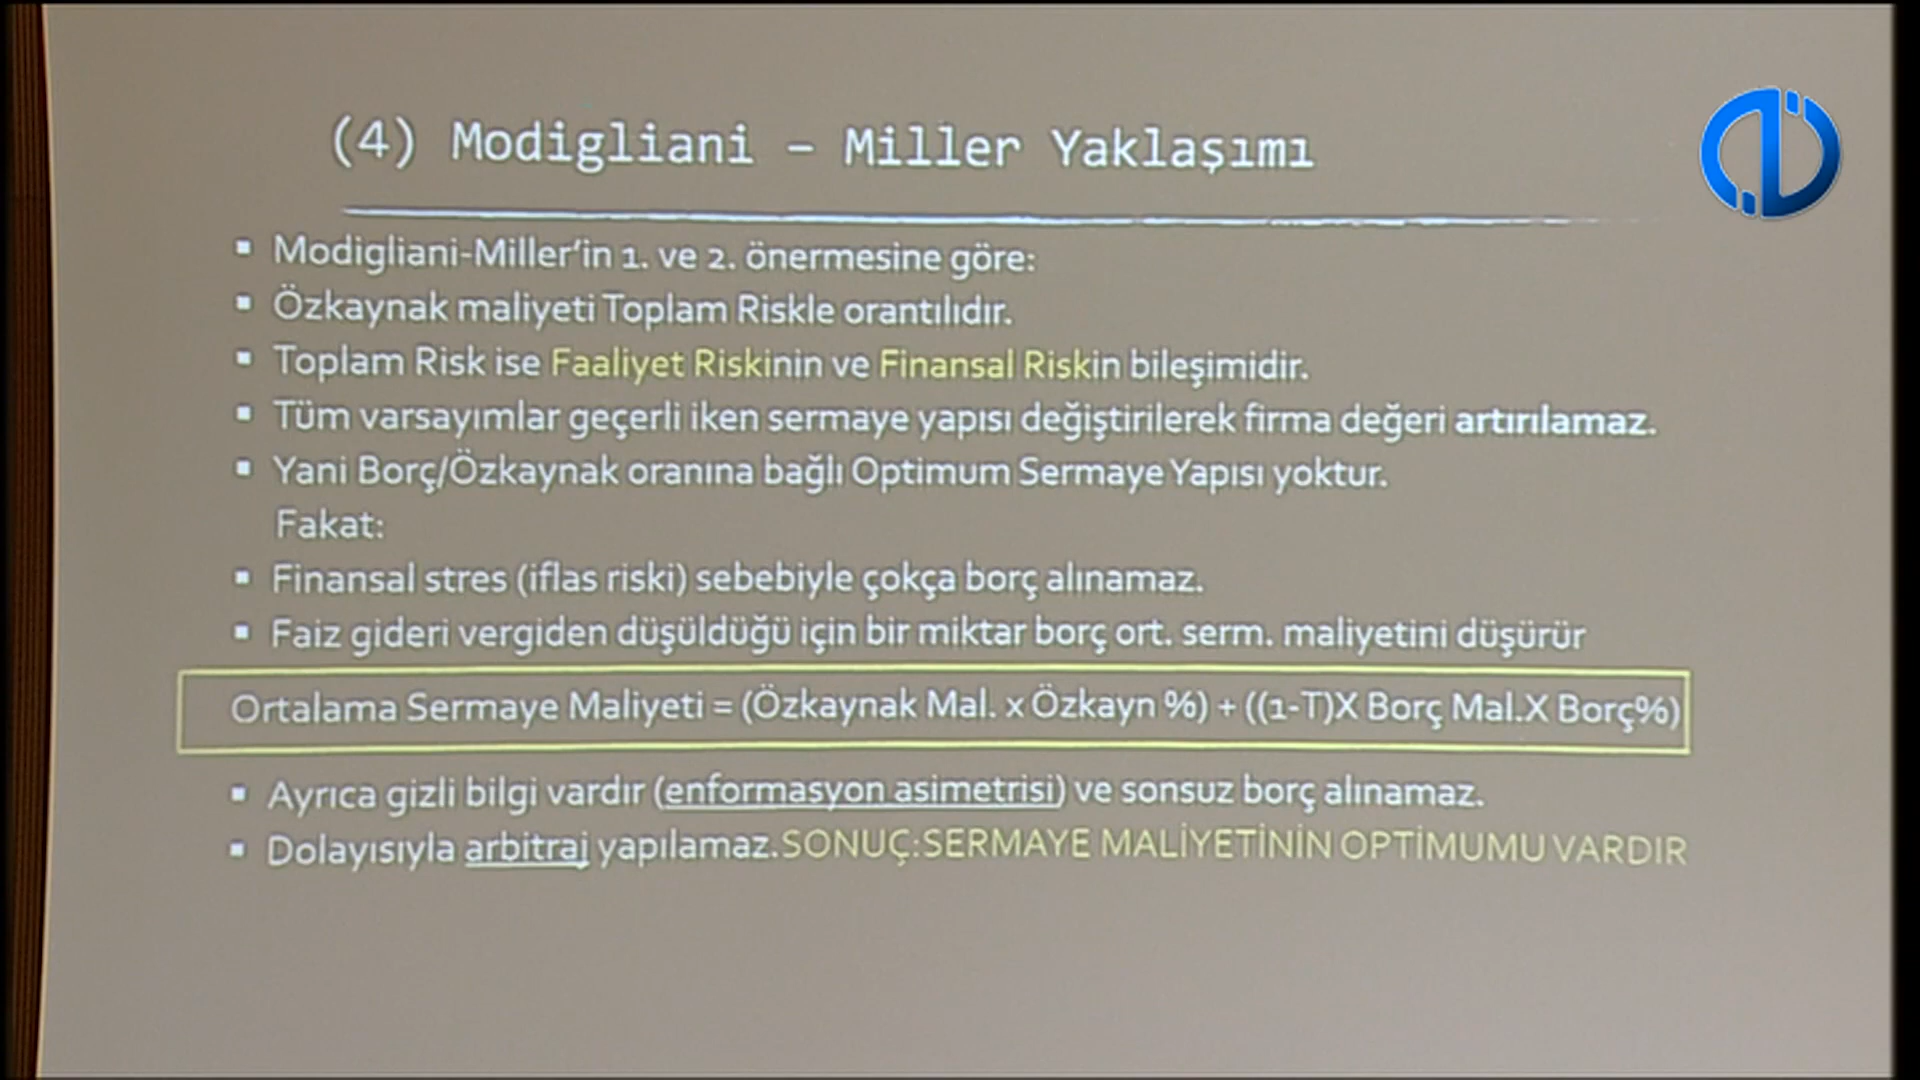 (4) Modigliani – Miller Yaklaşımı
▪ Modigliani-Miller'in 1. ve 2. önermesine göre:
▪ Özkaynak maliyeti Toplam Riskle orantılıdır.
▪ Toplam Risk ise Faaliyet Riskinin ve Finansal Riskin bileşimidir.
▪ Tüm varsayımlar geçerli iken sermaye yapısı değiştirilerek firma değeri artırılamaz.
▪ Yani Borç/Özkaynak oranına bağlı Optimum Sermaye Yapısı yoktur.
Fakat:
▪ Finansal stres (iflas riski) sebebiyle çokça borç alınamaz.
▪ Faiz gideri vergiden düşüldüğü için bir miktar borç ort. serm. maliyetini düşürür
Ortalama Sermaye Maliyeti = (Özkaynak Mal. x Özkayn %) + ((1-T)X Borç Mal.X Borç%)
▪ Ayrıca gizli bilgi vardır (enformasyon asimetrisi) ve sonsuz borç alınamaz.
▪ Dolayısıyla arbitraj yapılamaz.SONUÇ:SERMAYE MALİYETİNİN OPTİMUMU VARDIR